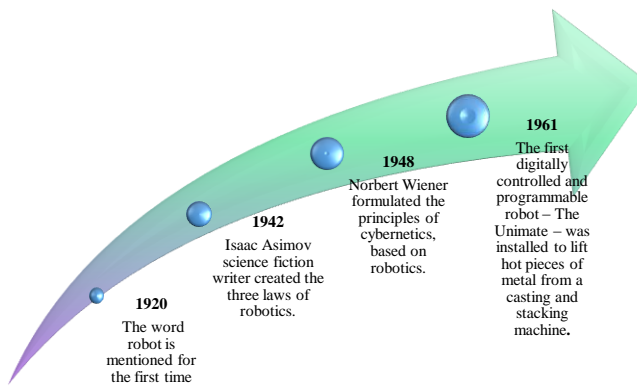 1920
The word
robot is
mentioned for
the first time
1942
Isaac Asimov
science fiction
writer created the
three laws of
robotics.
1948
Norbert Wiener
formulated the
principles of
cybernetics,
based on
robotics.
1961
The first
digitally
controlled and
programmable
robot – The
Unimate – was
installed to lift
hot pieces of
metal from a
casting and
stacking
machine.